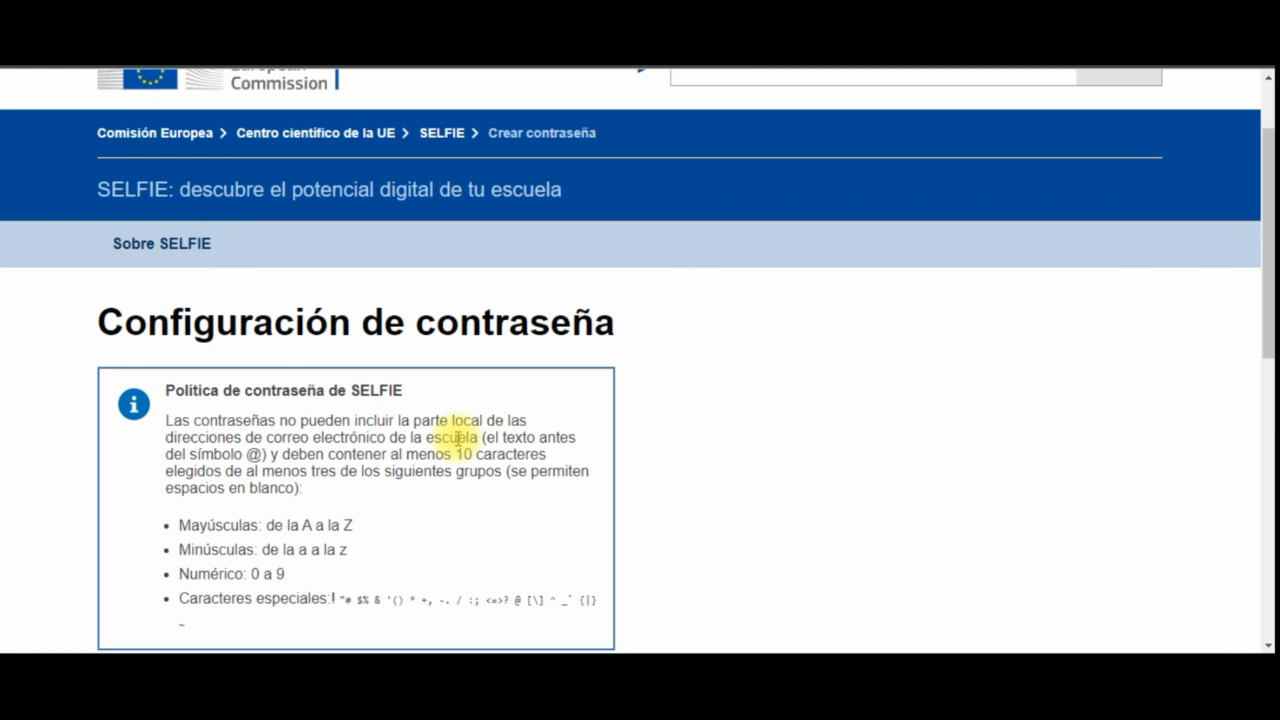 Commission
Comisión Europea > Centro científico de la UE > SELFIE > Crear contraseña
SELFIE: descubre el potencial digital de tu escuela
Sobre SELFIE
Configuración de contraseña
Política de contraseña de SELFIE
Las contraseñas no pueden incluir la parte local de las
direcciones de correo electrónico de la escuela (el texto antes
del símbolo @) y deben contener al menos 10 caracteres
elegidos de al menos tres de los siguientes grupos (se permiten
espacios en blanco):
• Mayúsculas: de la A a la Z
• Minúsculas: de la a a la z
• Numérico: 0 a 9
• Caracteres especiales:! "# $% & '() * +, -. / :; <=>? @ [\] ^ _` {|}
~